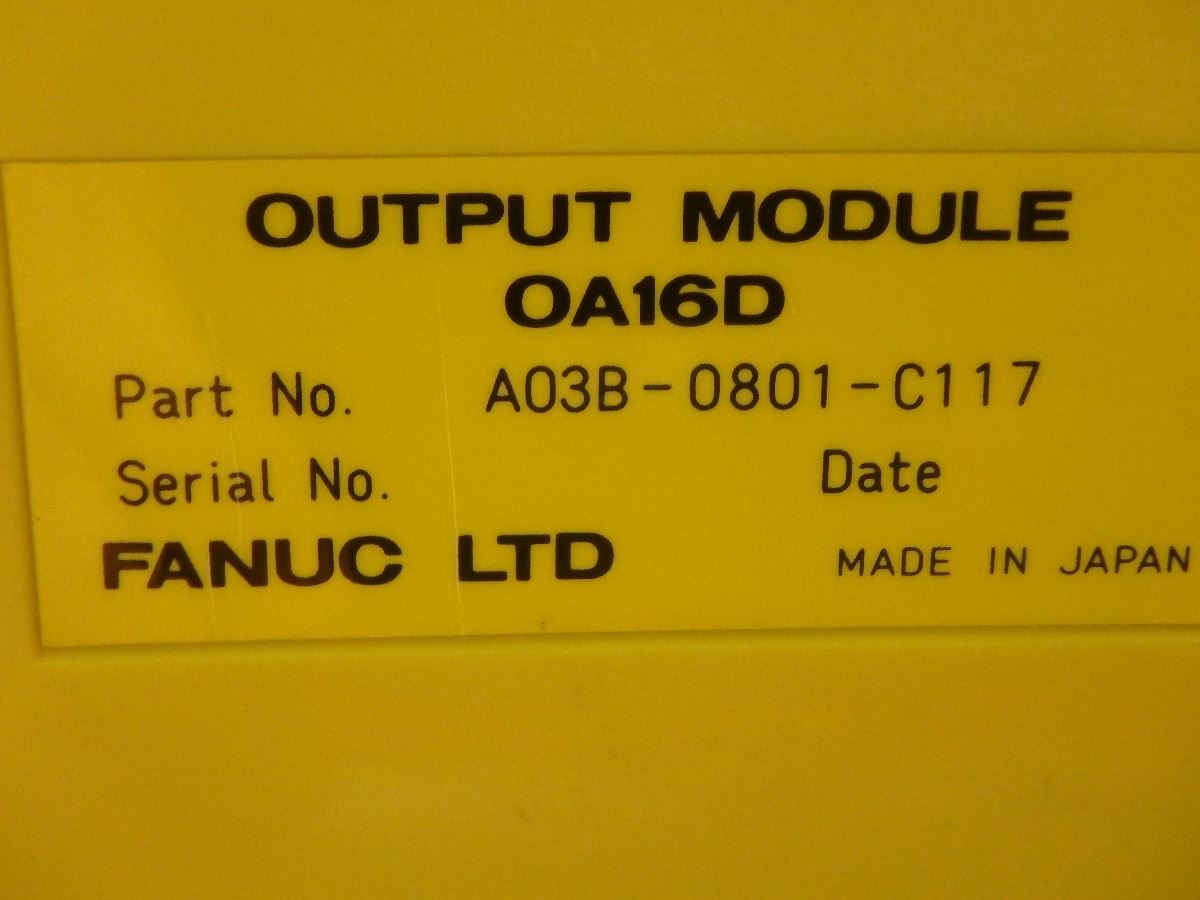 OUTPUT MODULE
OA16D
Part No. A03B-0801-C117
Serial No. Date
FANUC LTD MADE IN JAPAN